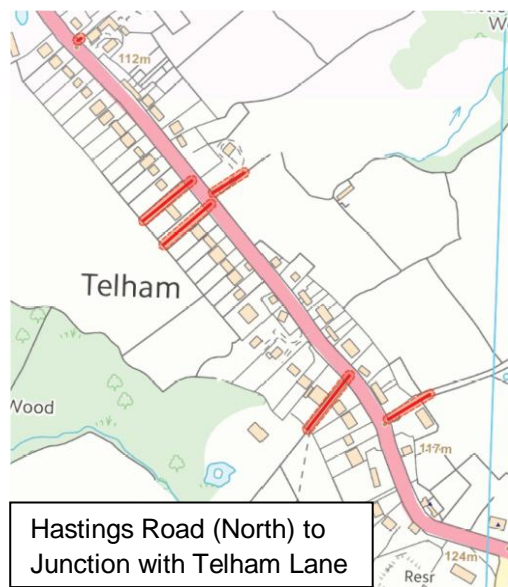 W
112m
Telham
Wood
117m
Hastings Road (North) to
Junction with Telham Lane
124m
Resr